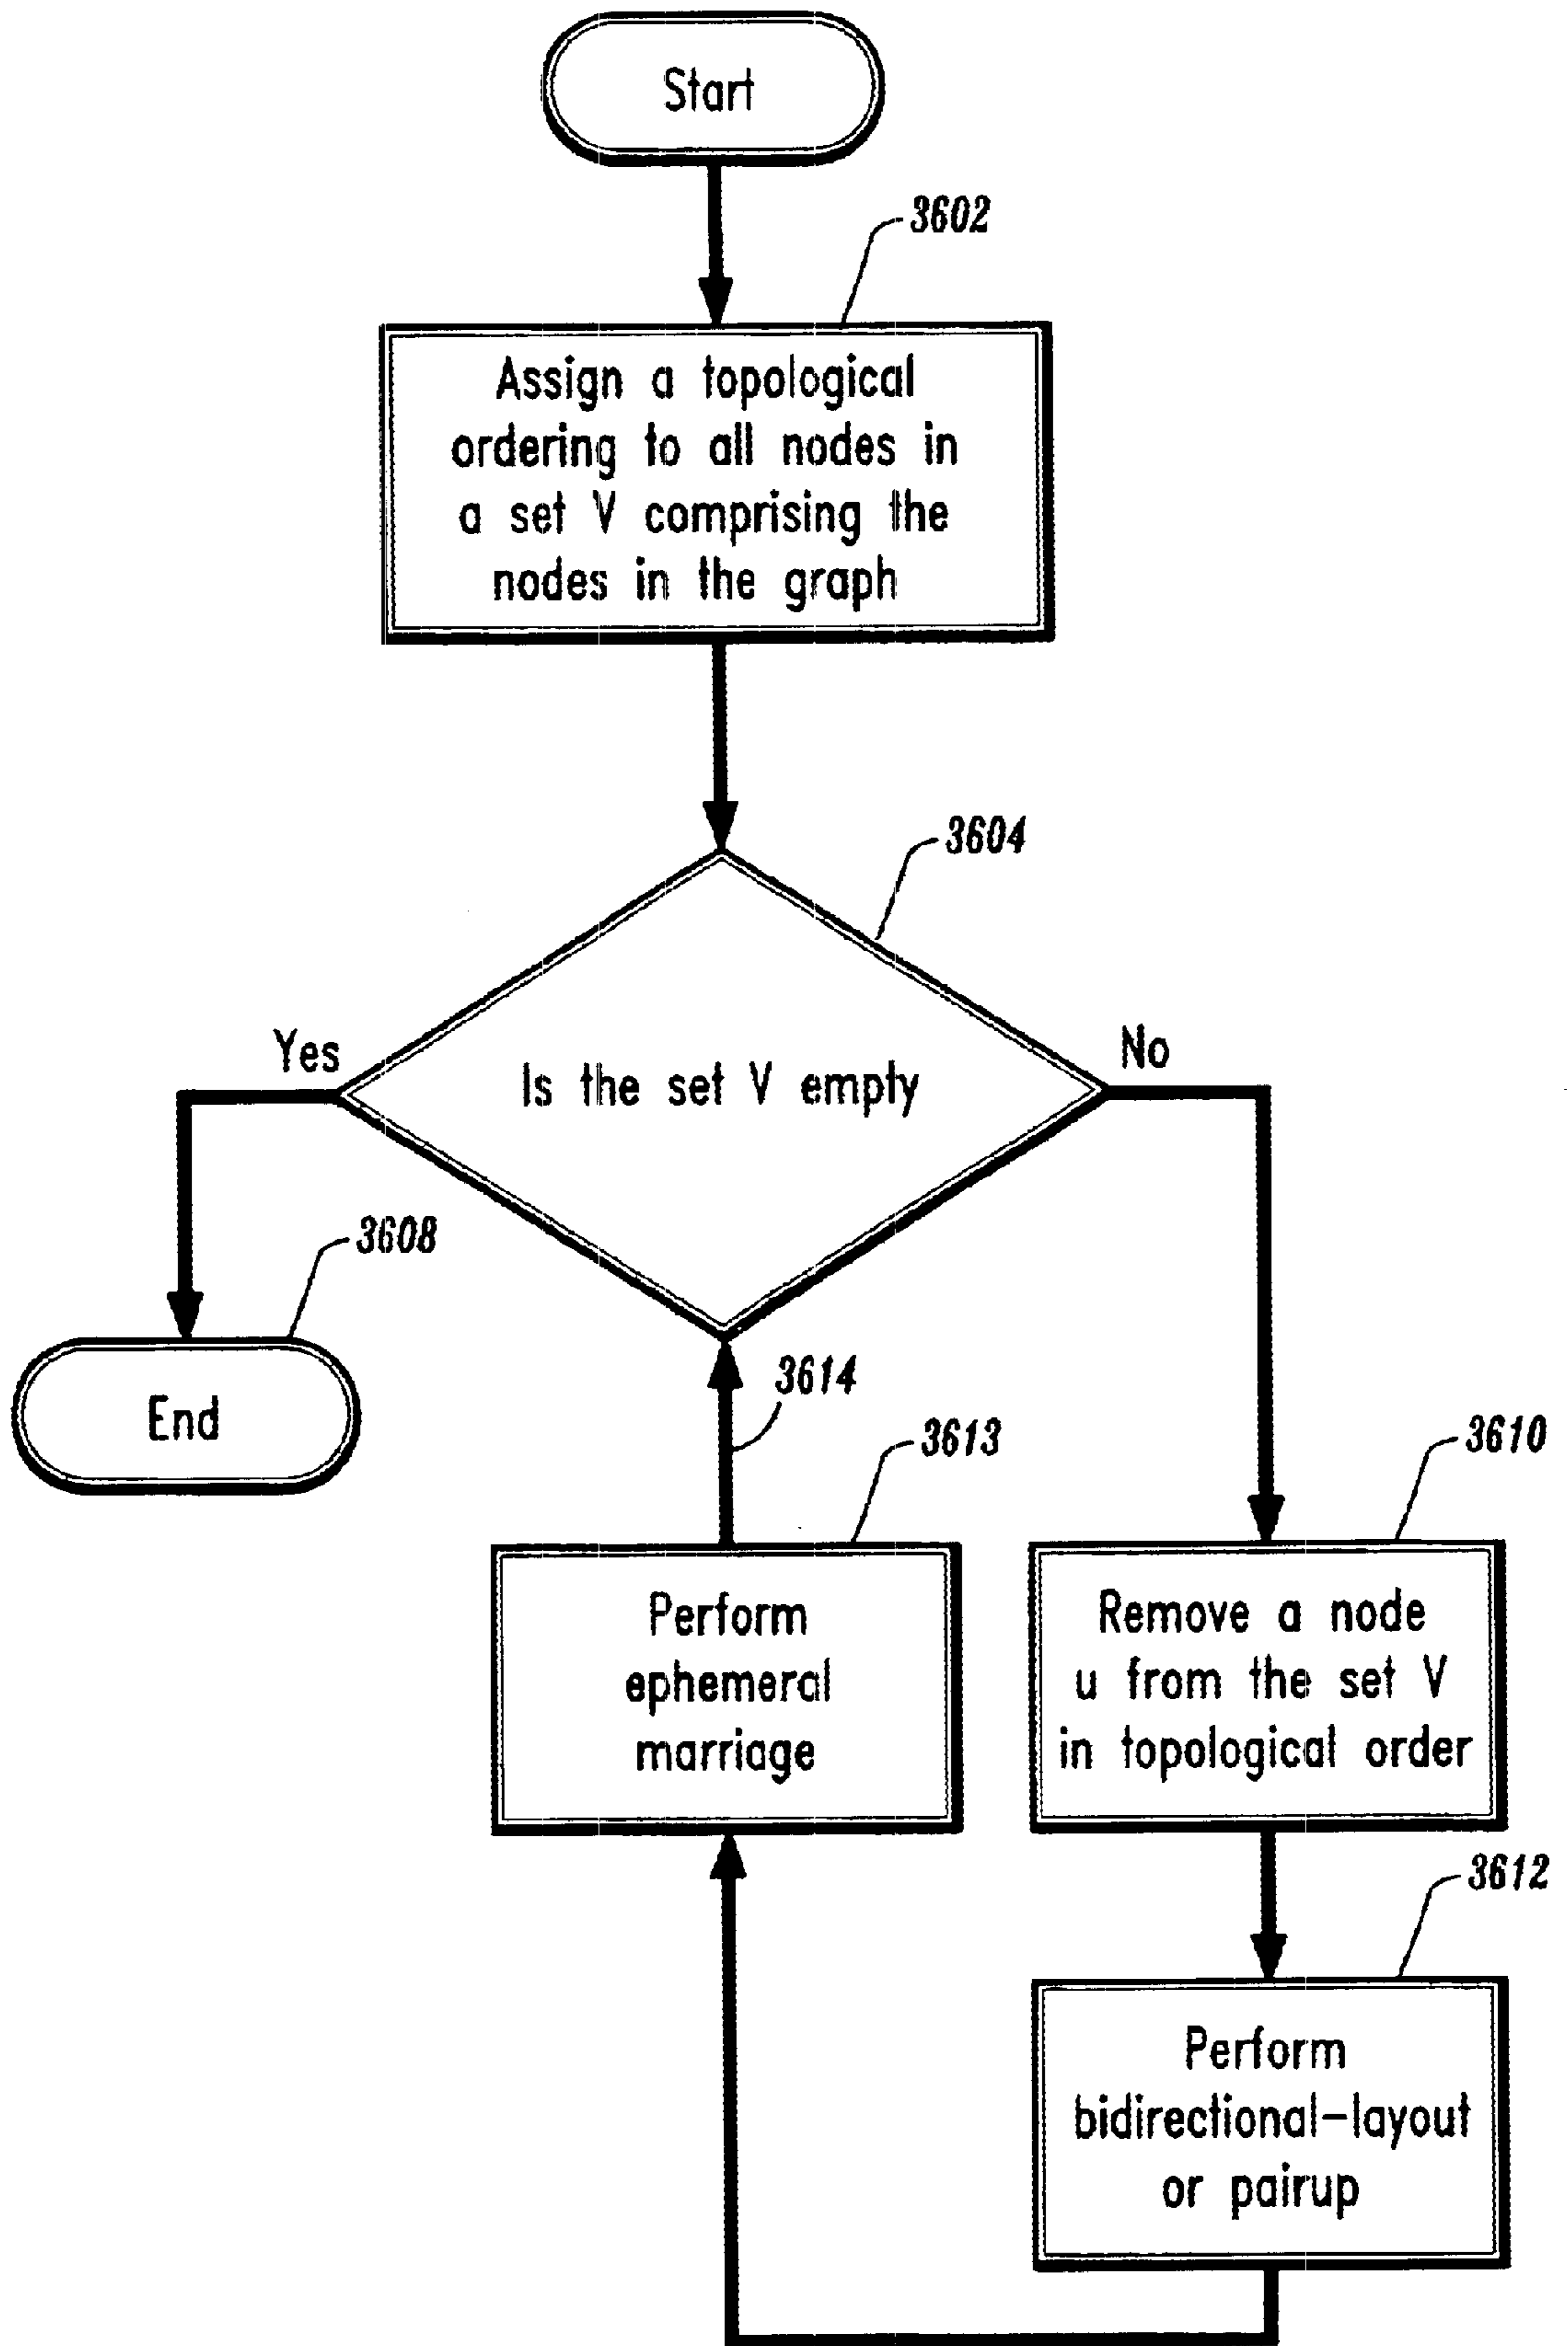 Start
3602
Assign a topological
ordering to all nodes in
a set V comprising the
nodes in the graph
3604
Yes
No
Is the set V empty
3608
End
3614
3613
3610
Perform
ephemeral
marriage
Remove a node
u from the set V
in topological order
3612
Perform
bidirectional-layout
or pairup